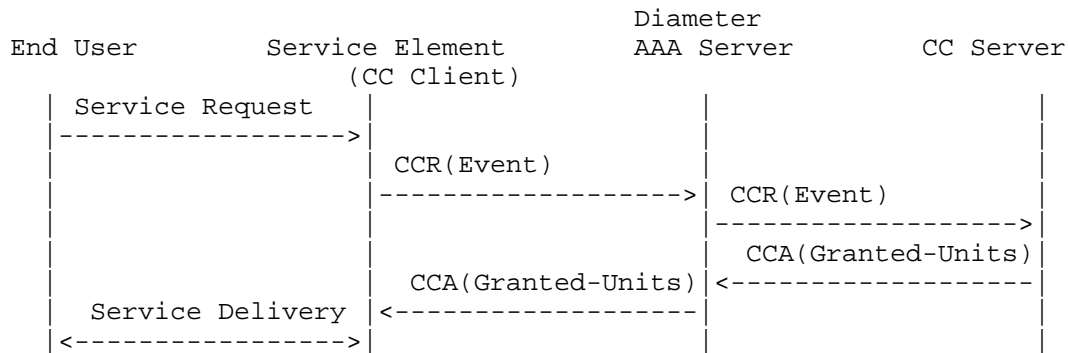 Diameter
End User Service Element AAA Server CC Server
(CC Client)
Service Request
CCR(Event)
CCR(Event)
CCA(Granted-Units)
CCA(Granted-Units)
Service Delivery